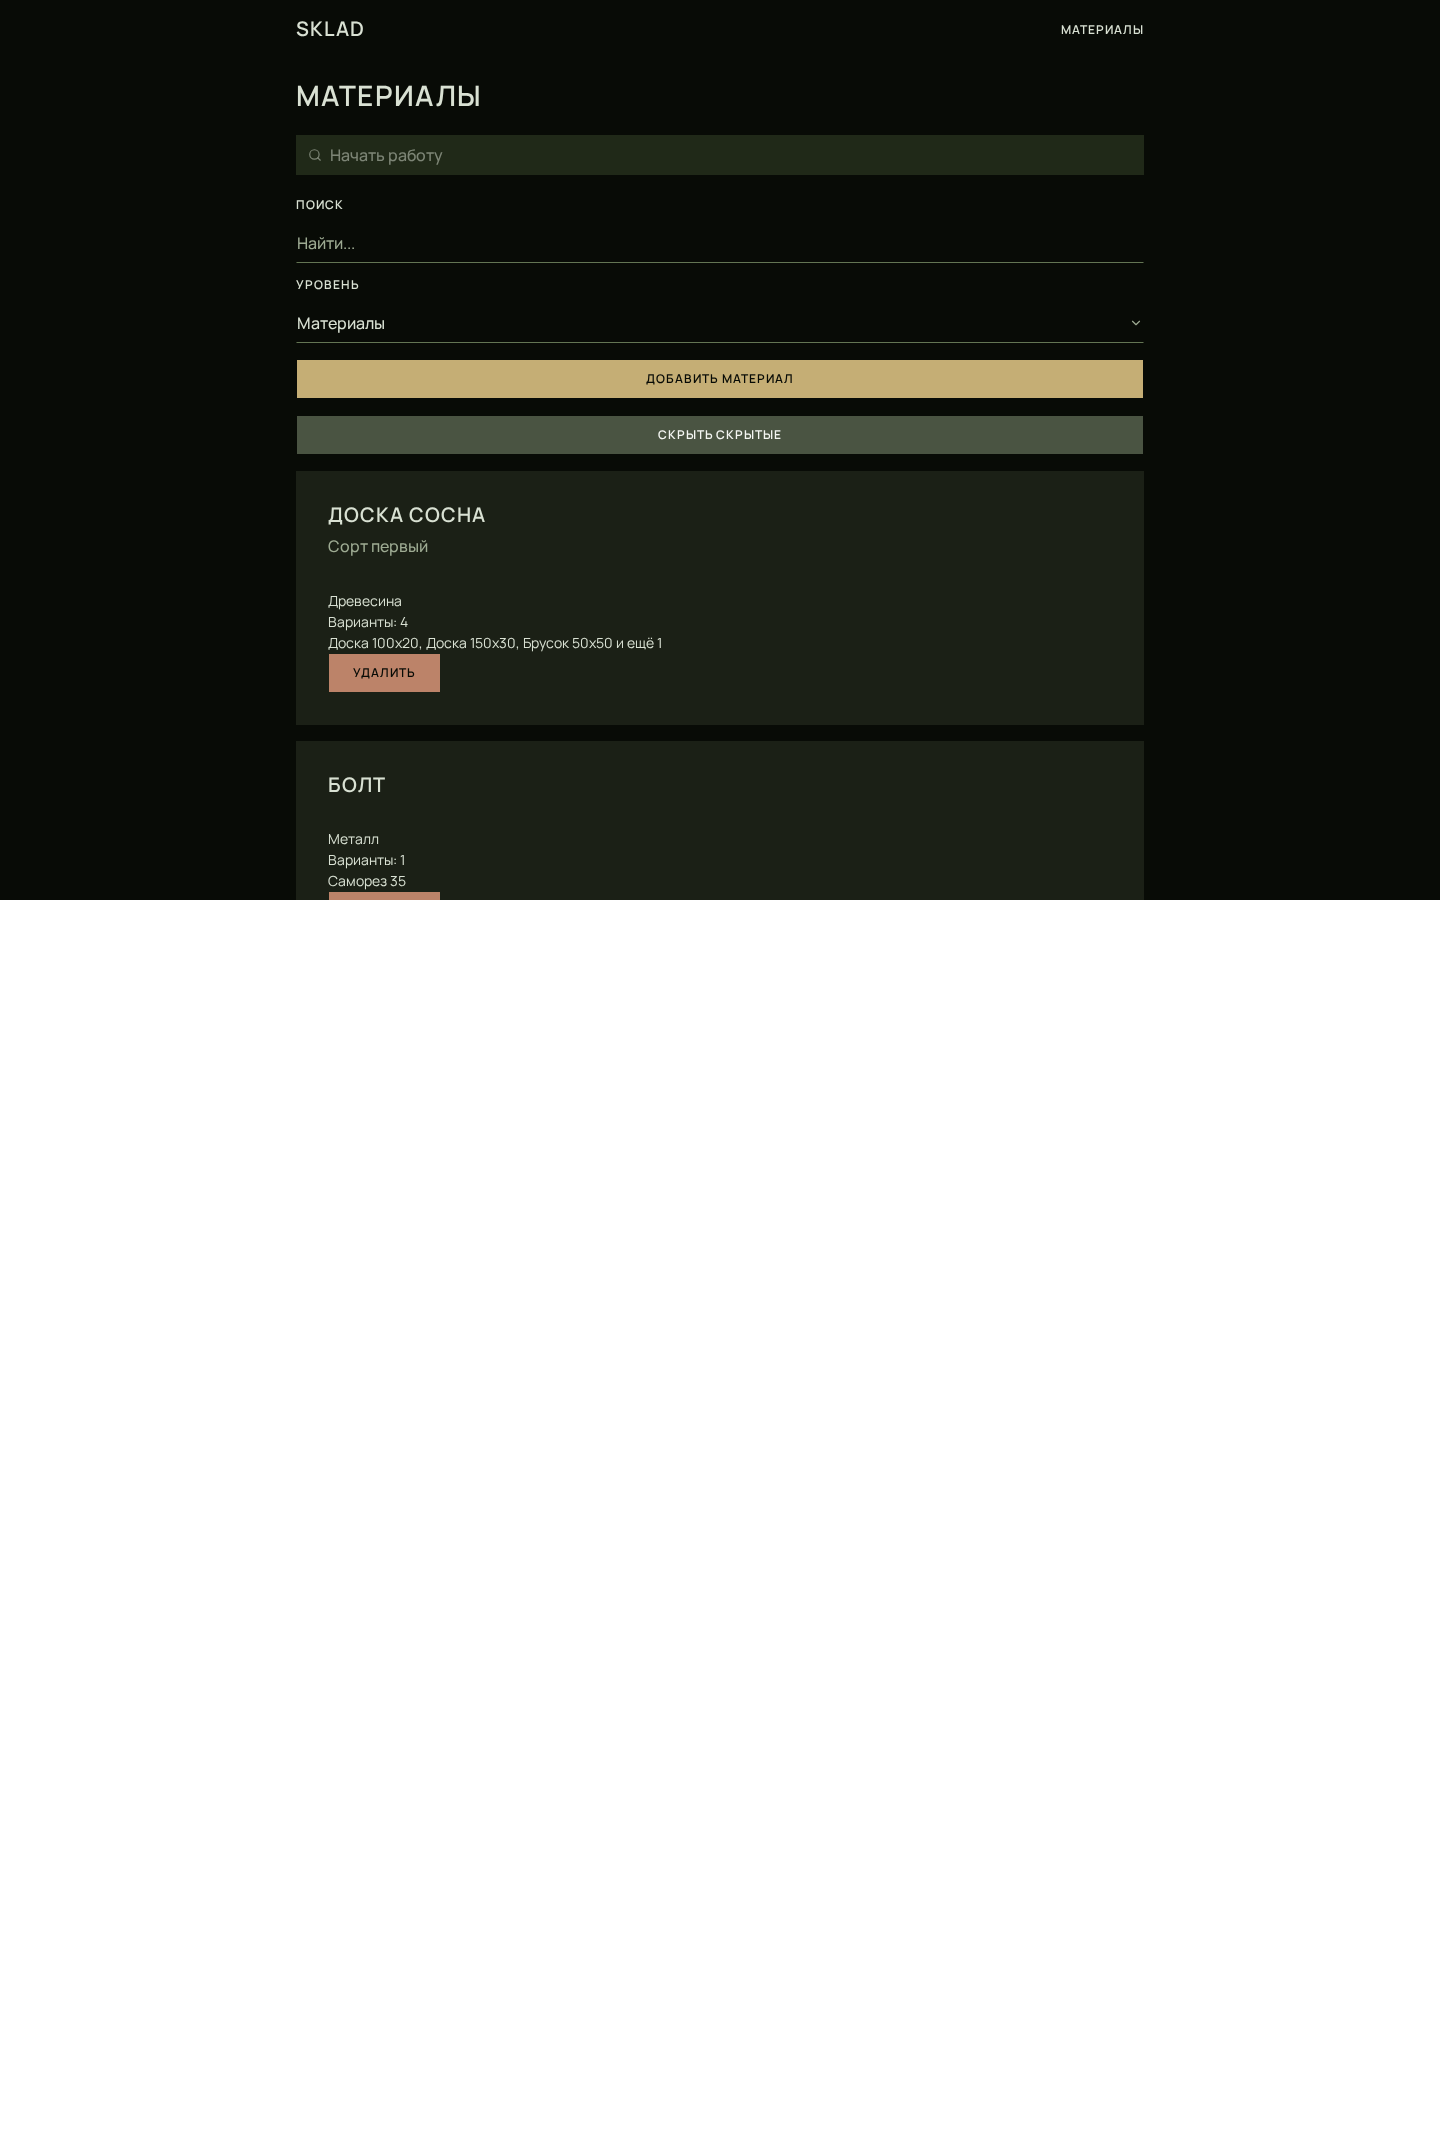 SKLAD
МАТЕРИАЛЫ
МАТЕРИАЛЫ
Начать работу
ПОИСК
Найти...
УРОВЕНЬ
Материалы
ДОБАВИТЬ МАТЕРИАЛ
СКРЫТЬ СКРЫТЫЕ
ДОСКА СОСНА
Сорт первый
Древесина
Варианты: 4
Доска 100x20, Доска 150x30, Брусок 50x50 и ещё 1
УДАЛИТЬ
БОЛТ
Металл
Варианты: 1
Саморез 35